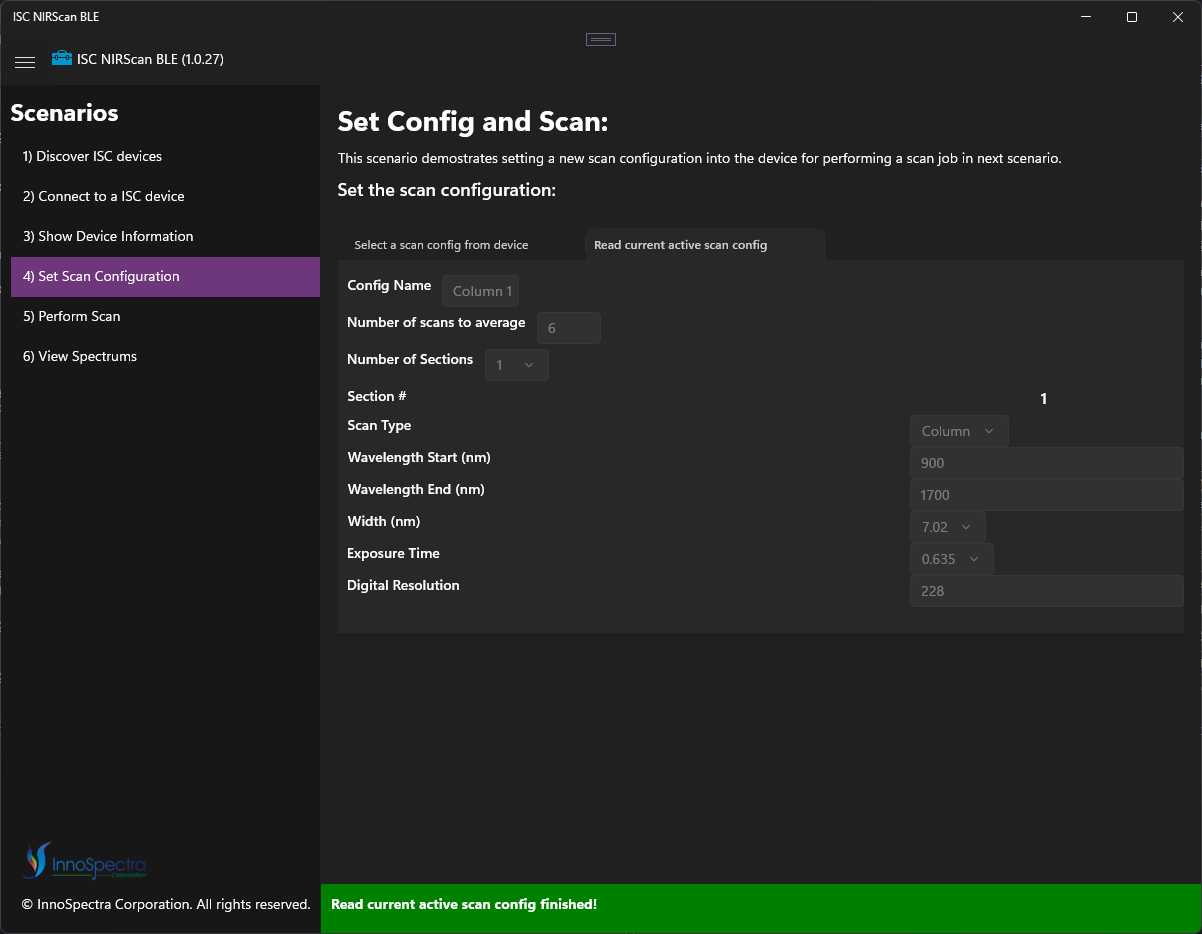 ISC NIRScan BLE
ISC NIRScan BLE (1.0.27)
Scenarios
1) Discover ISC devices
2) Connect to a ISC device
3) Show Device Information
4) Set Scan Configuration
5) Perform Scan
6) View Spectrums
InnoSpectra
Corporation
© InnoSpectra Corporation. All rights reserved.
Set Config and Scan:
This scenario demostrates setting a new scan configuration into the device for performing a scan job in next scenario.
Set the scan configuration:
Select a scan config from device
Read current active scan config
Config Name Column 1
Number of scans to average 6
Number of Sections 1
Section # 1
Scan Type Column
Wavelength Start (nm) 900
Wavelength End (nm) 1700
Width (nm) 7.02
Exposure Time 0.635
Digital Resolution 228
Read current active scan config finished!